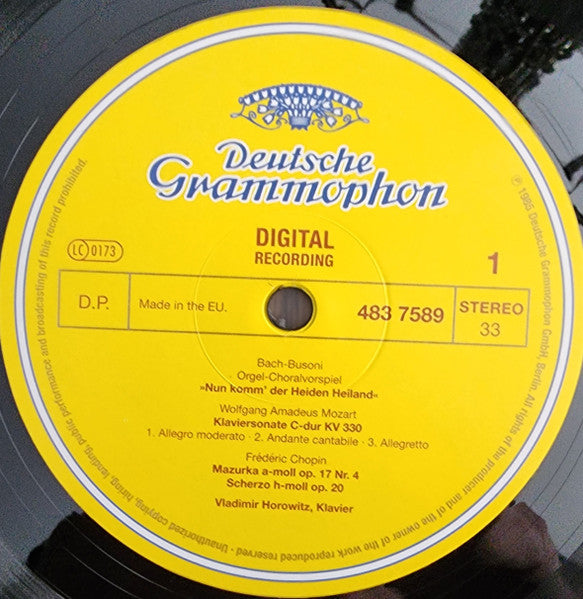 Deutsche
Grammophon
DIGITAL
RECORDING
LC 0173
1
D.P.
Made in the EU.
483 7589
STEREO
33
Bach-Busoni
Orgel-Choralvorspiel
»Nun komm' der Heiden Heiland«
Wolfgang Amadeus Mozart
Klaviersonate C-dur KV 330
1. Allegro moderato · 2. Andante cantabile · 3. Allegretto
Frédéric Chopin
Mazurka a-moll op. 17 Nr. 4
Scherzo h-moll op. 20
Vladimir Horowitz, Klavier
℗ 1985 Deutsche Grammophon GmbH, Berlin. All rights of the producer and of the owner of the work reproduced reserved · Unauthorized copying, hiring, lending, public performance and broadcasting of this record prohibited.